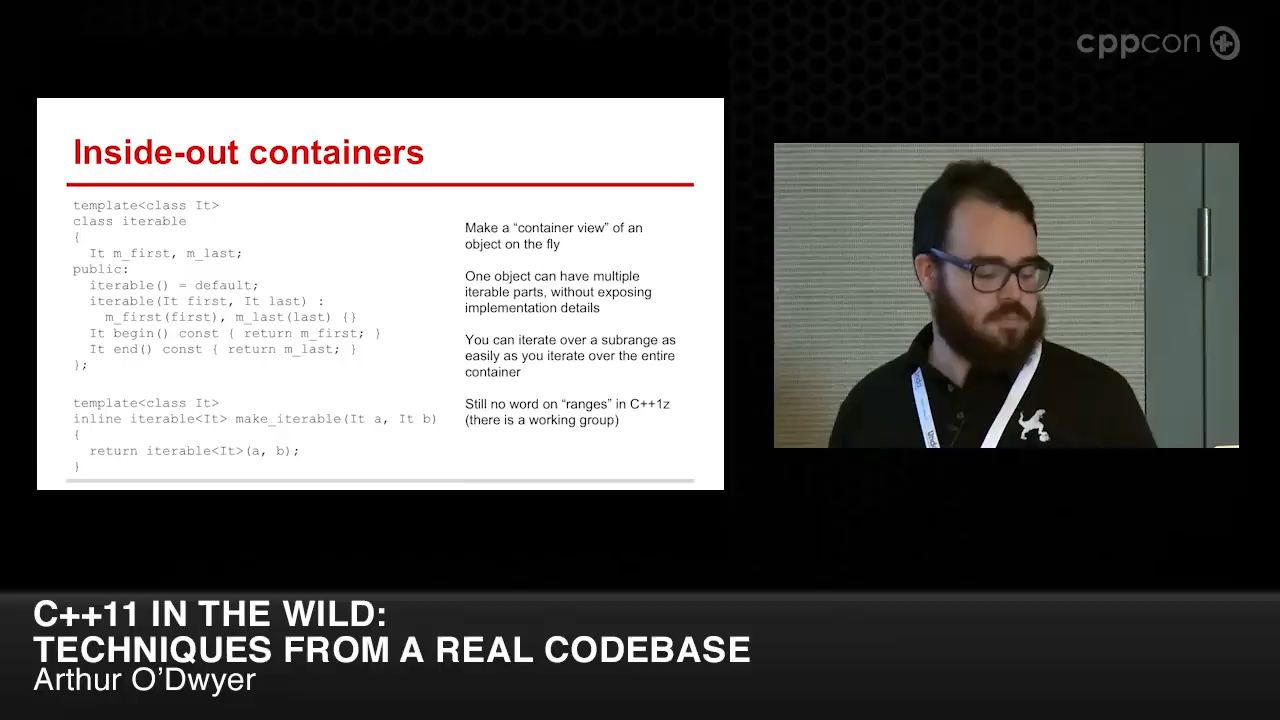 cppcon
Inside-out containers
template<class It>
class iterable
{
  It m_first, m_last;
public:
  iterable() = default;
  iterable(It first, It last) :
    m_first(first), m_last(last) {}
  It begin() const { return m_first; }
  It end() const { return m_last; }
};
template<class It>
inline iterable<It> make_iterable(It a, It b)
{
  return iterable<It>(a, b);
}
Make a “container view” of an
object on the fly
One object can have multiple
iterable parts, without exposing
implementation details
You can iterate over a subrange as
easily as you iterate over the entire
container
Still no word on “ranges” in C++1z
(there is a working group)
C++11 IN THE WILD:
TECHNIQUES FROM A REAL CODEBASE
Arthur O’Dwyer